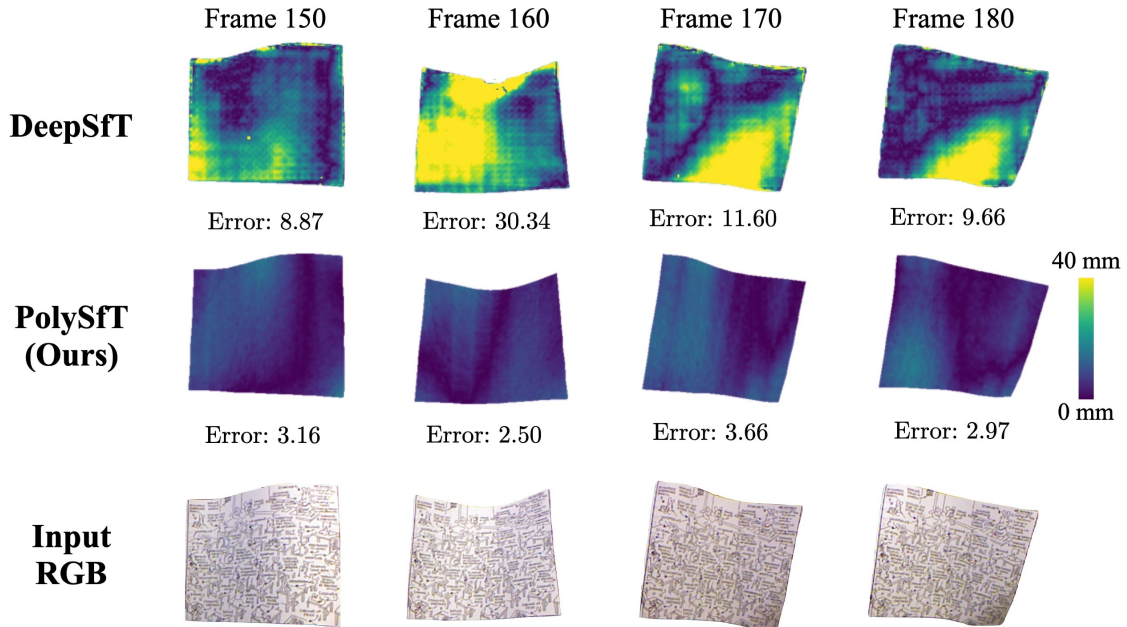 Frame 150
Frame 160
Frame 170
Frame 180
DeepSfT
Error: 8.87
Error: 30.34
Error: 11.60
Error: 9.66
PolySfT
(Ours)
40 mm
0 mm
Error: 3.16
Error: 2.50
Error: 3.66
Error: 2.97
Input
RGB